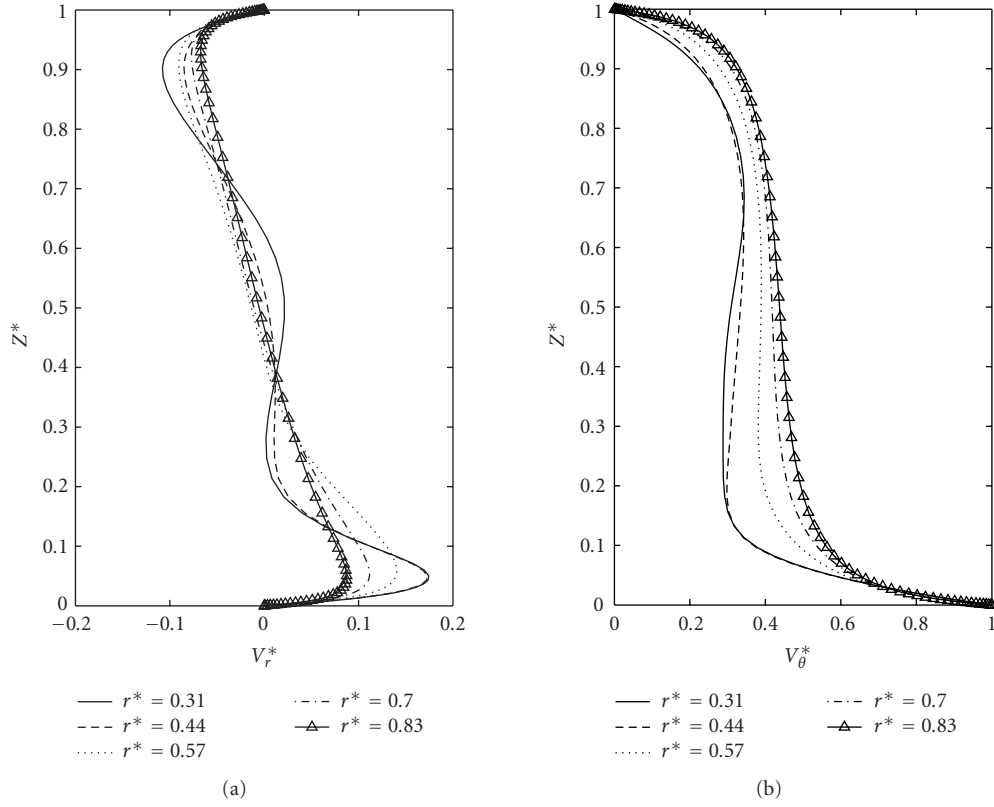 1
0.9
0.8
0.7
0.6
0.5
0.4
0.3
0.2
0.1
0
Z*
−0.2 −0.1 0 0.1 0.2
V_r*
r* = 0.31
r* = 0.44
r* = 0.57
r* = 0.7
r* = 0.83
(a)
1
0.9
0.8
0.7
0.6
0.5
0.4
0.3
0.2
0.1
0
Z*
0 0.2 0.4 0.6 0.8 1
V_θ*
r* = 0.31
r* = 0.44
r* = 0.57
r* = 0.7
r* = 0.83
(b)